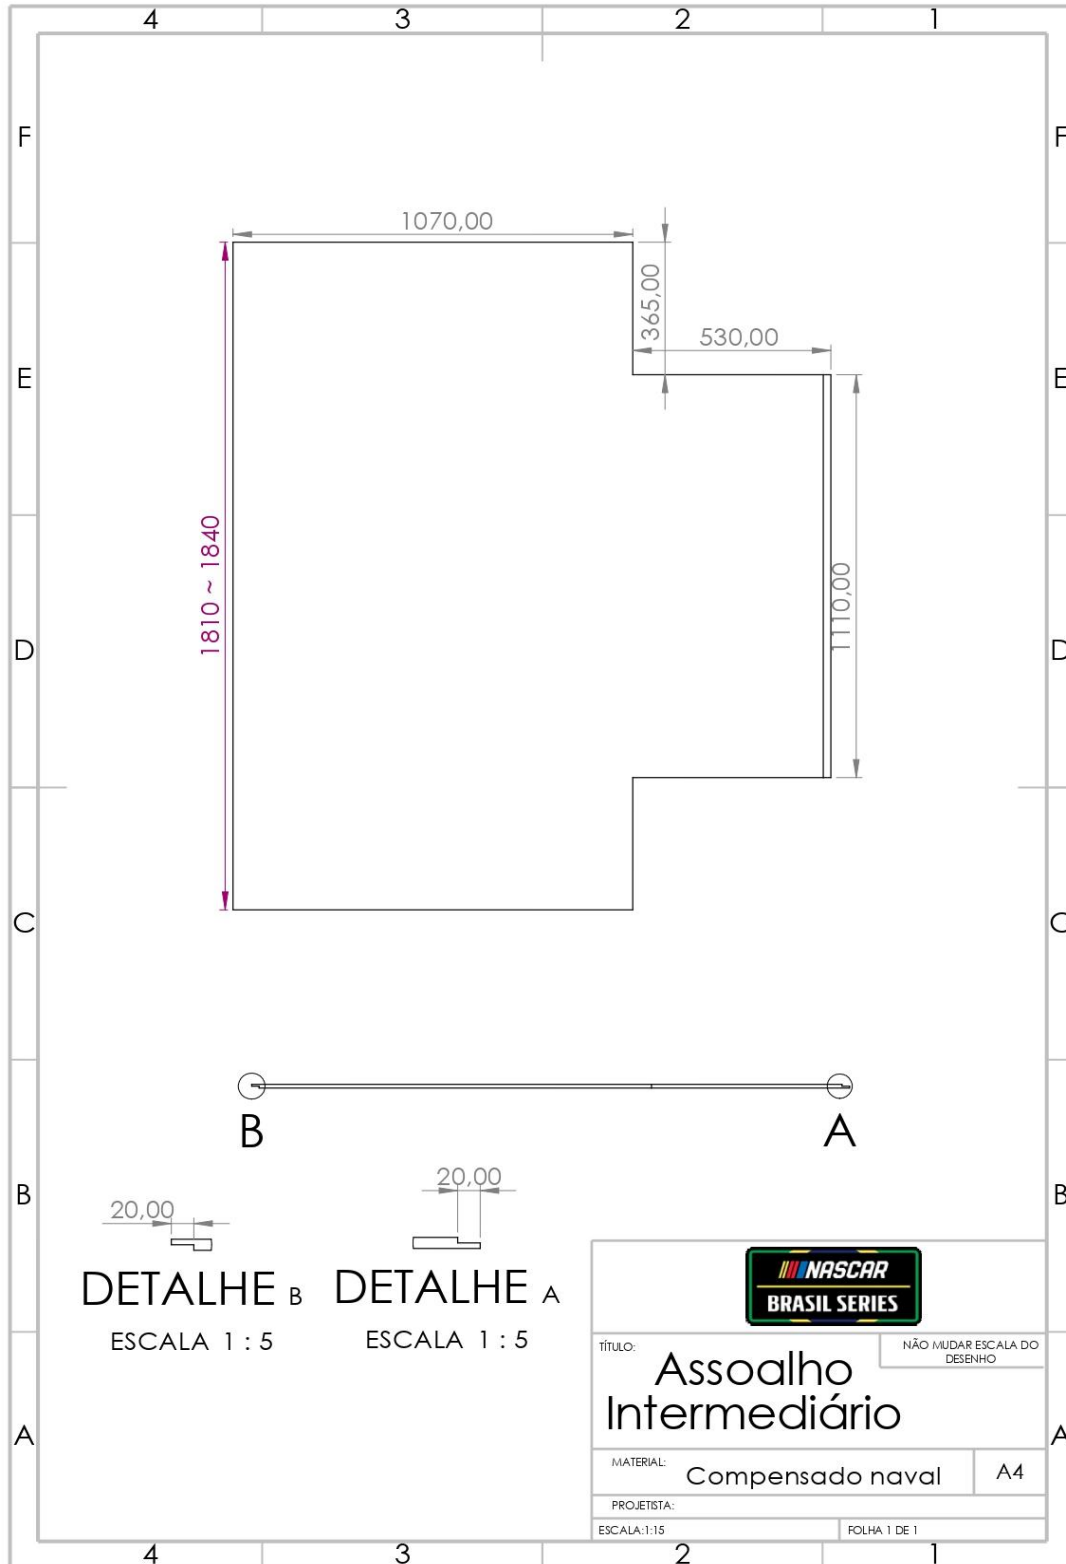 4 3 2 1
F F
1070,00
365,00
530,00
E E
1810 ~ 1840
1110,00
D D
C C
B A
B B
20,00
20,00
DETALHE B
ESCALA 1 : 5
DETALHE A
ESCALA 1 : 5
NASCAR
BRASIL SERIES
TÍTULO:
NÃO MUDAR ESCALA DO
DESENHO
Assoalho
Intermediário
A A
MATERIAL:
Compensado naval
A4
PROJETISTA:
ESCALA:1:15
FOLHA 1 DE 1
4 3 2 1